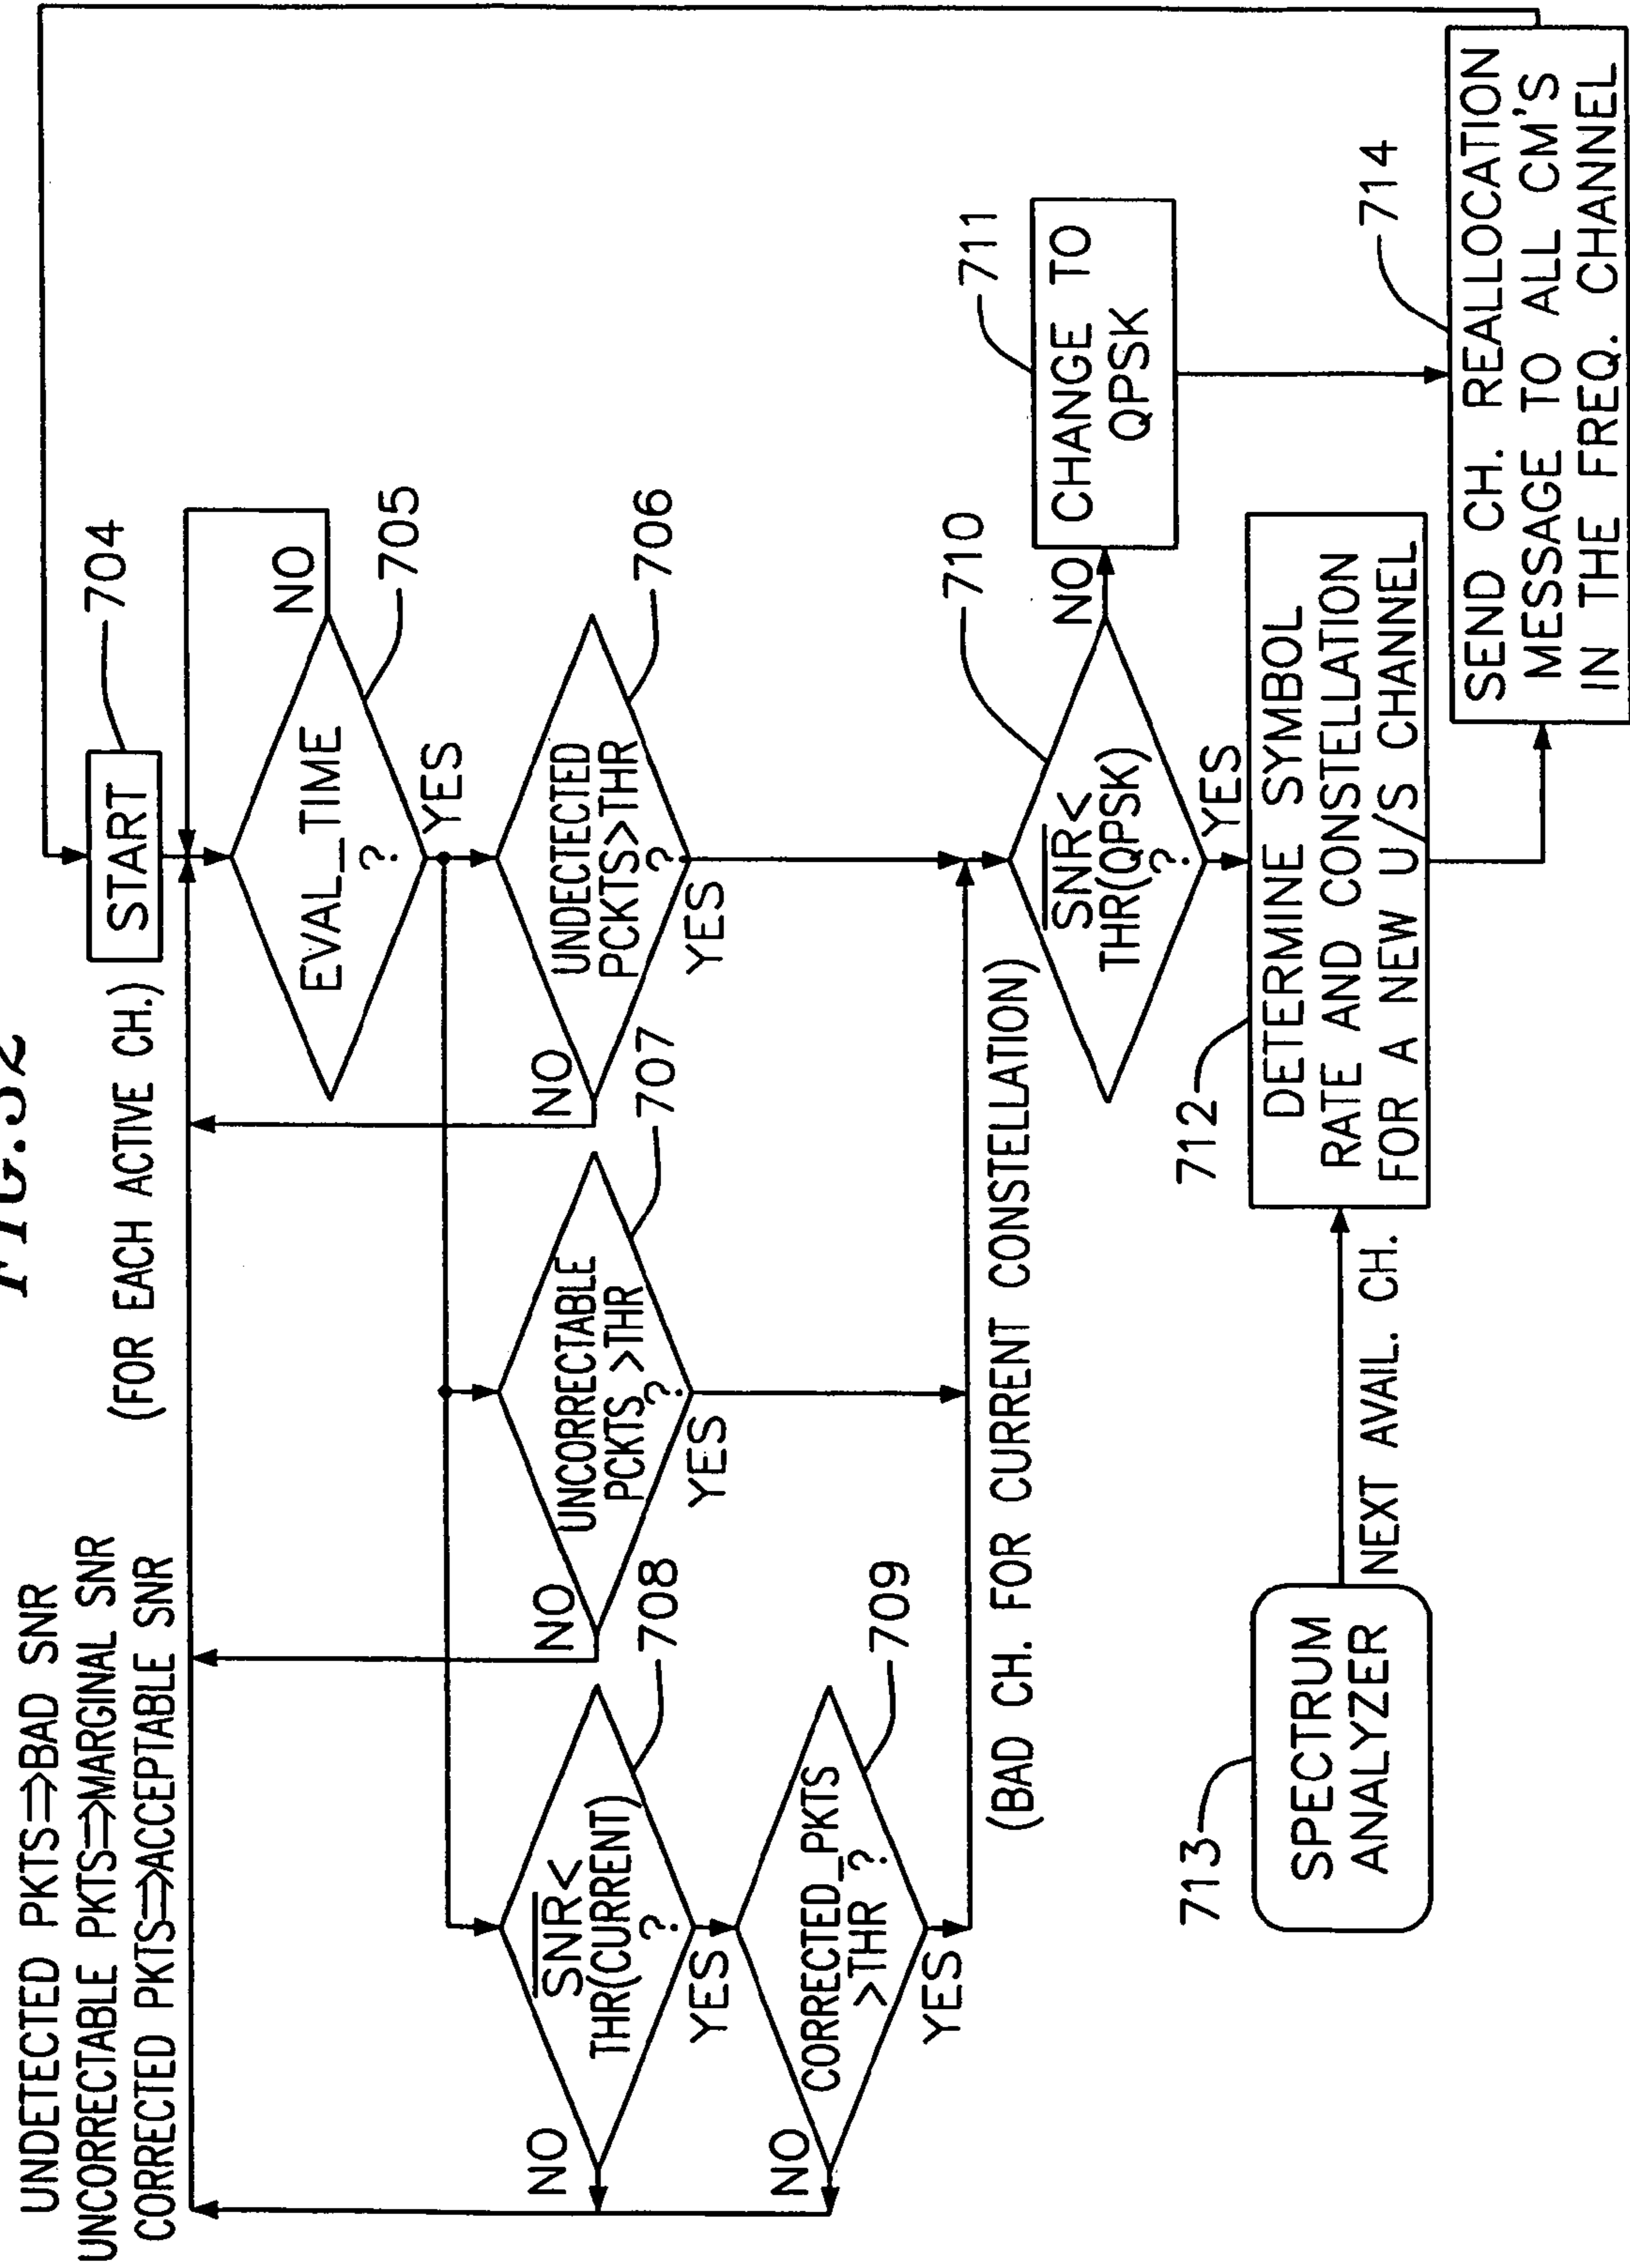 FIG.32
UNDETECTED PKTS⇒BAD SNR
UNCORRECTABLE PKTS⇒MARGINAL SNR
CORRECTED PKTS⇒ACCEPTABLE SNR
(FOR EACH ACTIVE CH.)
START
704
EVAL_TIME
?
NO
705
YES
SNR<
THR(CURRENT)
?
NO
708
YES
UNCORRECTABLE
PCKTS >THR
?
NO
707
YES
UNDECTECTED
PCKTS>THR
?
NO
706
YES
CORRECTED_PKTS
>THR ?
NO
709
YES
(BAD CH. FOR CURRENT CONSTELLATION)
SNR<
THR(QPSK)
?
710
NO
YES
CHANGE TO
QPSK
711
713
SPECTRUM
ANALYZER
NEXT AVAIL. CH.
712
DETERMINE SYMBOL
RATE AND CONSTELLATION
FOR A NEW U/S CHANNEL
714
SEND CH. REALLOCATION
MESSAGE TO ALL CM'S
IN THE FREQ. CHANNEL